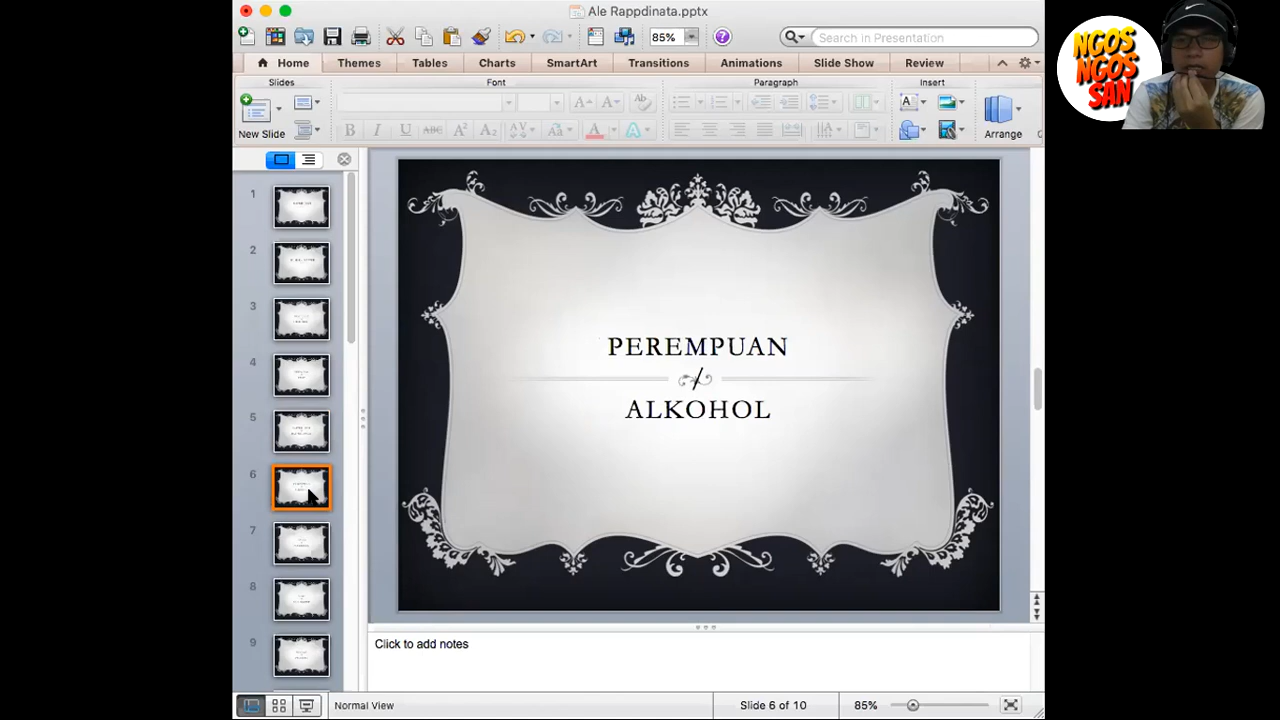 Ale Rappdinata.pptx
85%
Search in Presentation
Home
Themes
Tables
Charts
SmartArt
Transitions
Animations
Slide Show
Review
Slides
Font
Paragraph
Insert
New Slide
Arrange
NGOS
NGOS
SAN
1
2
3
4
5
6
7
8
9
PEREMPUAN
/
ALKOHOL
Click to add notes
Normal View
Slide 6 of 10
85%